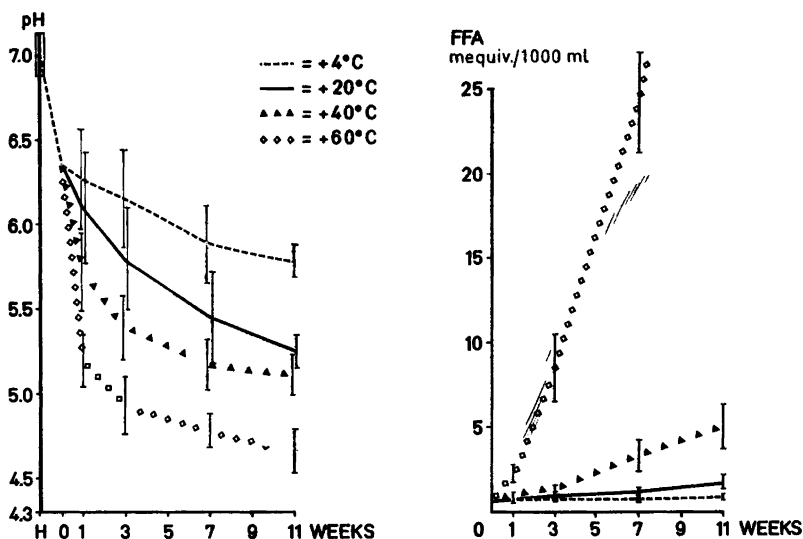 pH
7.0
6.5
6.0
5.5
5.0
4.5
4.3
H 0 1 3 5 7 9 11 WEEKS
= +4°C
= +20°C
= +40°C
= +60°C
FFA
mequiv./1000 ml
25
20
15
10
5
0 1 3 5 7 9 11 WEEKS